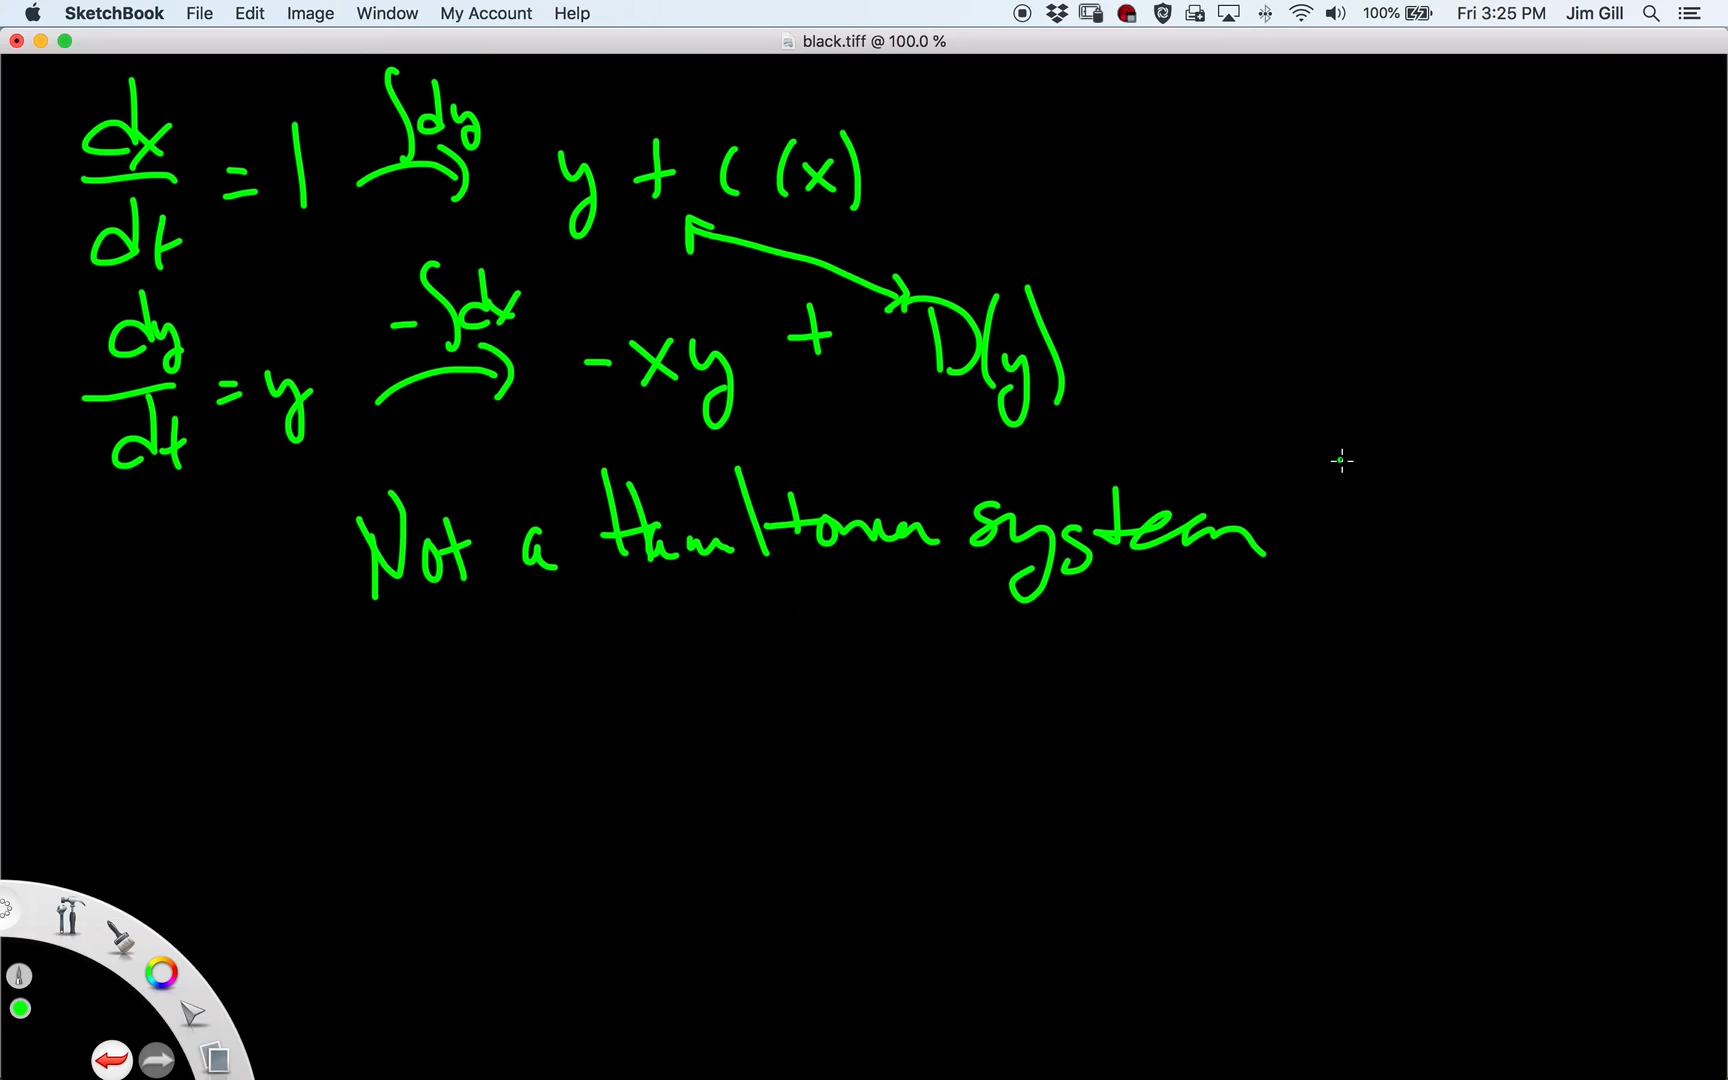 SketchBook File Edit Image Window My Account Help 100% Fri 3:25 PM Jim Gill
black.tiff @ 100.0 %
dx/dt = 1 ∫dy y + C(x)
dy/dt = y -∫dx -xy + D(y)
Not a Hamiltonian system